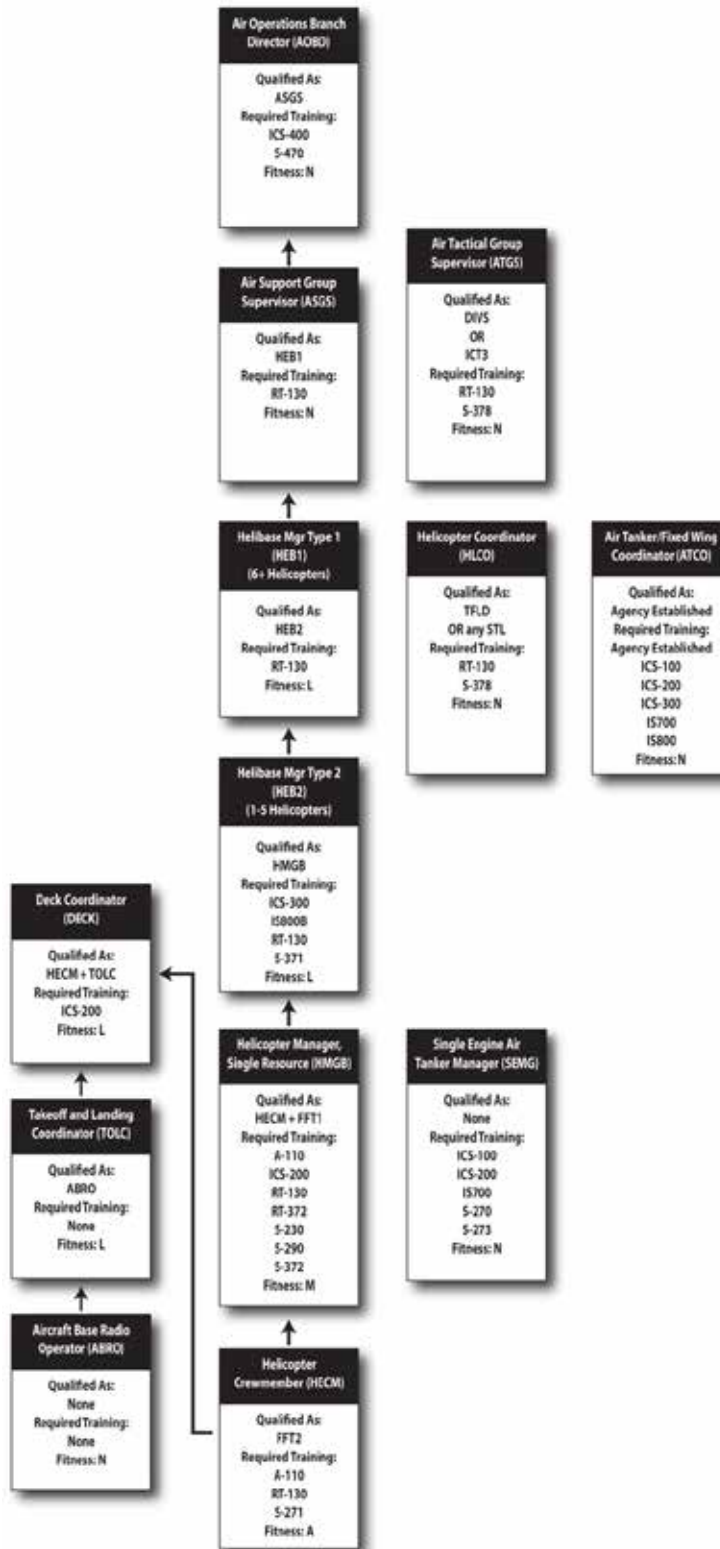 Air Operations Branch
Director (AOBD)
Qualified As:
ASGS
Required Training:
ICS-400
S-470
Fitness: N
Air Support Group
Supervisor (ASGS)
Qualified As:
HEB1
Required Training:
RT-130
Fitness: N
Air Tactical Group
Supervisor (ATGS)
Qualified As:
DIVS
OR
ICT3
Required Training:
RT-130
S-378
Fitness: N
Helibase Mgr Type 1
(HEB1)
(6+ Helicopters)
Qualified As:
HEB2
Required Training:
RT-130
Fitness: L
Helicopter Coordinator
(HLCO)
Qualified As:
TFLD
OR any STL
Required Training:
RT-130
S-378
Fitness: N
Air Tanker/Fixed Wing
Coordinator (ATCO)
Qualified As:
Agency Established
Required Training:
Agency Established
ICS-100
ICS-200
ICS-300
IS700
IS800
Fitness: N
Helibase Mgr Type 2
(HEB2)
(1-5 Helicopters)
Qualified As:
HMGB
Required Training:
ICS-300
IS800B
RT-130
S-371
Fitness: L
Deck Coordinator
(DECK)
Qualified As:
HECM + TOLC
Required Training:
ICS-200
Fitness: L
Helicopter Manager,
Single Resource (HMGB)
Qualified As:
HECM + FFT1
Required Training:
A-110
ICS-200
RT-130
RT-372
S-230
S-290
S-372
Fitness: M
Single Engine Air
Tanker Manager (SEMG)
Qualified As:
None
Required Training:
ICS-100
ICS-200
IS700
S-270
S-273
Fitness: N
Takeoff and Landing
Coordinator (TOLC)
Qualified As:
ABRO
Required Training:
None
Fitness: L
Aircraft Base Radio
Operator (ABRO)
Qualified As:
None
Required Training:
None
Fitness: N
Helicopter
Crewmember (HECM)
Qualified As:
FFT2
Required Training:
A-110
RT-130
S-271
Fitness: A